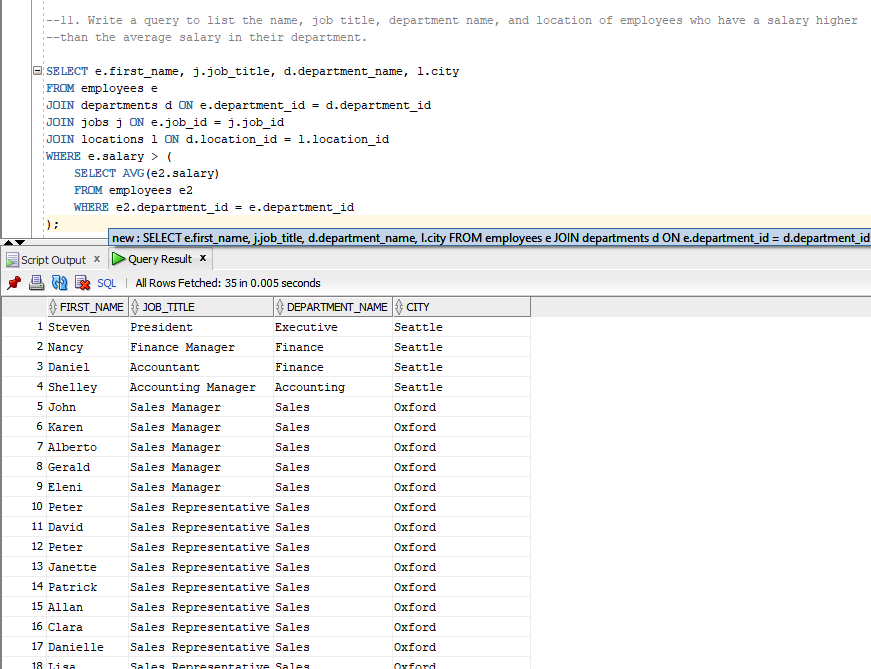 --11. Write a query to list the name, job title, department name, and location of employees who have a salary higher
--than the average salary in their department.
SELECT e.first_name, j.job_title, d.department_name, l.city
FROM employees e
JOIN departments d ON e.department_id = d.department_id
JOIN jobs j ON e.job_id = j.job_id
JOIN locations l ON d.location_id = l.location_id
WHERE e.salary > (
SELECT AVG(e2.salary)
FROM employees e2
WHERE e2.department_id = e.department_id
);
new : SELECT e.first_name, j.job_title, d.department_name, l.city FROM employees e JOIN departments d ON e.department_id = d.department_id
Script Output x Query Result x
SQL | All Rows Fetched: 35 in 0.005 seconds
FIRST_NAME JOB_TITLE DEPARTMENT_NAME CITY
1 Steven President Executive Seattle
2 Nancy Finance Manager Finance Seattle
3 Daniel Accountant Finance Seattle
4 Shelley Accounting Manager Accounting Seattle
5 John Sales Manager Sales Oxford
6 Karen Sales Manager Sales Oxford
7 Alberto Sales Manager Sales Oxford
8 Gerald Sales Manager Sales Oxford
9 Eleni Sales Manager Sales Oxford
10 Peter Sales Representative Sales Oxford
11 David Sales Representative Sales Oxford
12 Peter Sales Representative Sales Oxford
13 Janette Sales Representative Sales Oxford
14 Patrick Sales Representative Sales Oxford
15 Allan Sales Representative Sales Oxford
16 Clara Sales Representative Sales Oxford
17 Danielle Sales Representative Sales Oxford
18 Lisa Sales Representative Sales Oxford